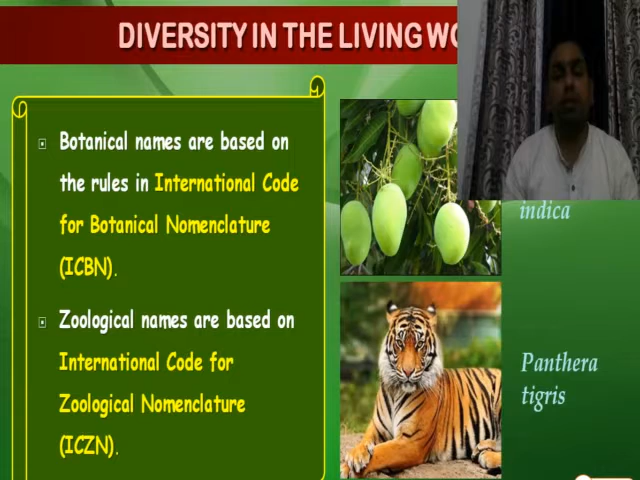 DIVERSITY IN THE LIVING WO
Botanical names are based on
the rules in International Code
for Botanical Nomenclature
(ICBN).
Zoological names are based on
International Code for
Zoological Nomenclature
(ICZN).
indica
Panthera
tigris